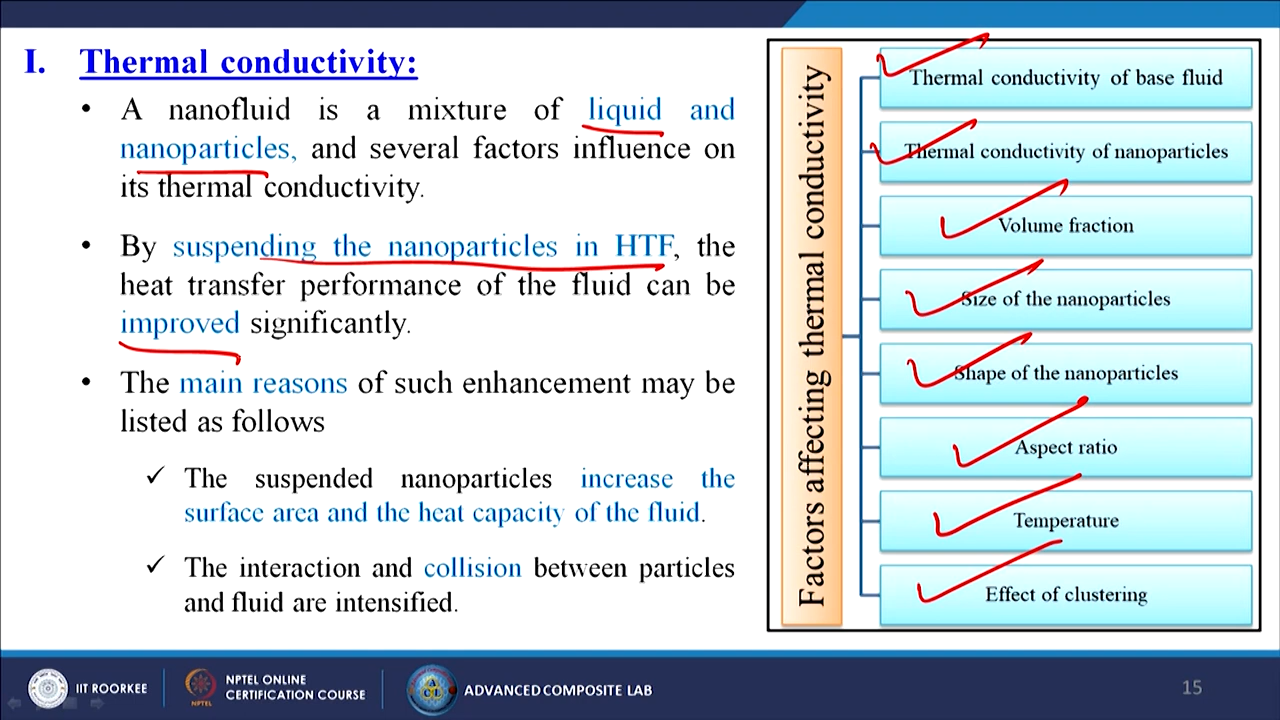 I. Thermal conductivity:
• A nanofluid is a mixture of liquid and
nanoparticles, and several factors influence on
its thermal conductivity.
• By suspending the nanoparticles in HTF, the
heat transfer performance of the fluid can be
improved significantly.
• The main reasons of such enhancement may be
listed as follows
✓ The suspended nanoparticles increase the
surface area and the heat capacity of the fluid.
✓ The interaction and collision between particles
and fluid are intensified.
Factors affecting thermal conductivity
Thermal conductivity of base fluid
Thermal conductivity of nanoparticles
Volume fraction
Size of the nanoparticles
Shape of the nanoparticles
Aspect ratio
Temperature
Effect of clustering
IIT ROORKEE
NPTEL
NPTEL ONLINE
CERTIFICATION COURSE
ACL
ADVANCED COMPOSITE LAB
15